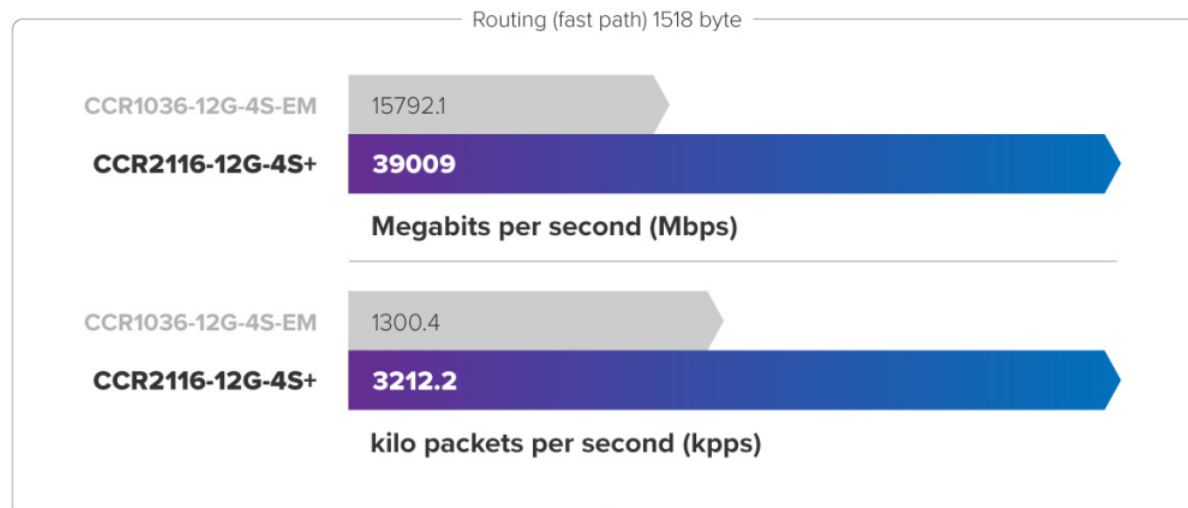 Routing (fast path) 1518 byte
CCR1036-12G-4S-EM 15792.1
CCR2116-12G-4S+ 39009
Megabits per second (Mbps)
CCR1036-12G-4S-EM 1300.4
CCR2116-12G-4S+ 3212.2
kilo packets per second (kpps)